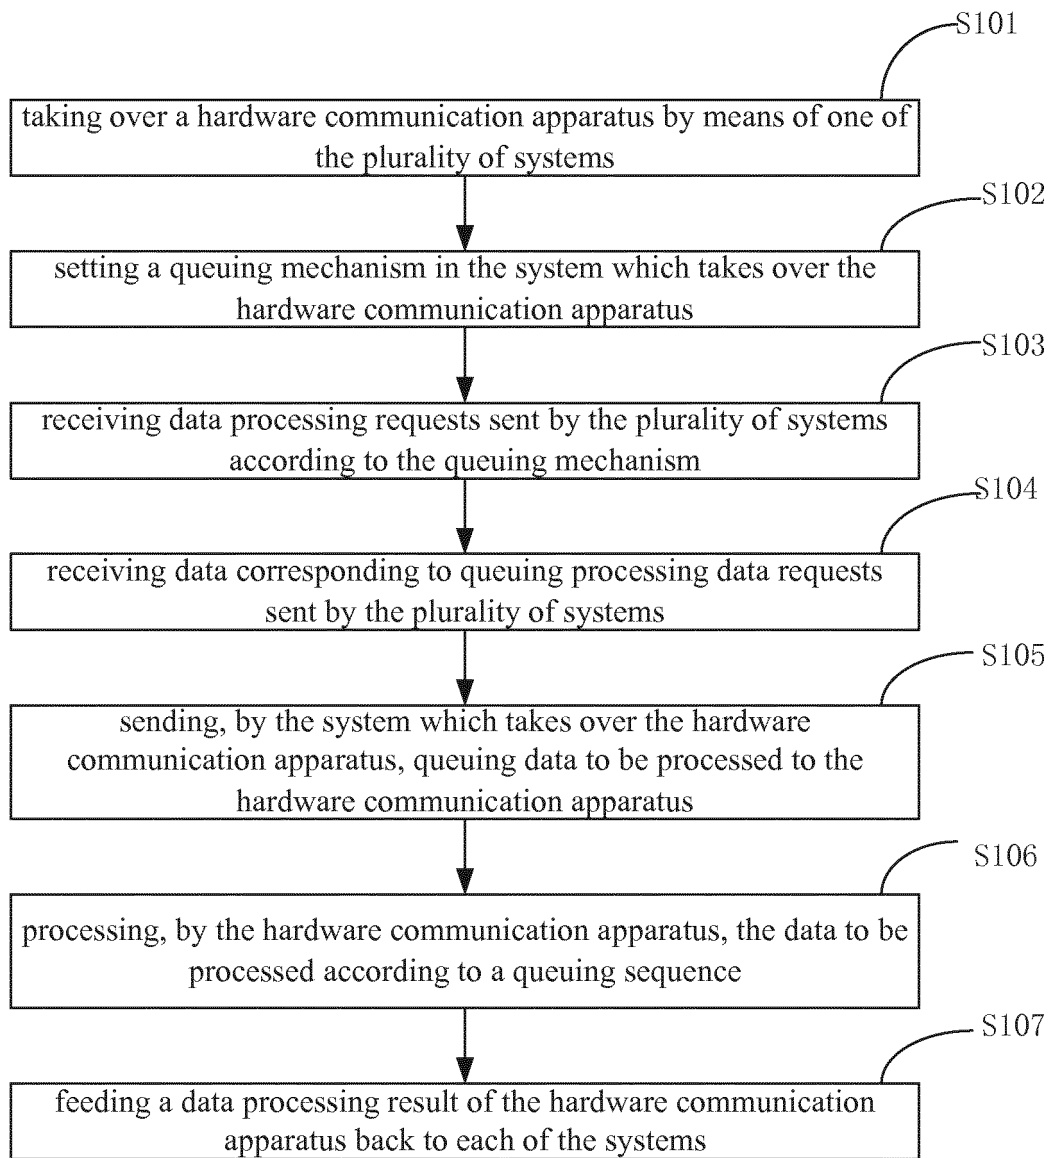 S101
taking over a hardware communication apparatus by means of one of
the plurality of systems
S102
setting a queuing mechanism in the system which takes over the
hardware communication apparatus
S103
receiving data processing requests sent by the plurality of systems
according to the queuing mechanism
S104
receiving data corresponding to queuing processing data requests
sent by the plurality of systems
S105
sending, by the system which takes over the hardware
communication apparatus, queuing data to be processed to the
hardware communication apparatus
S106
processing, by the hardware communication apparatus, the data to be
processed according to a queuing sequence
S107
feeding a data processing result of the hardware communication
apparatus back to each of the systems